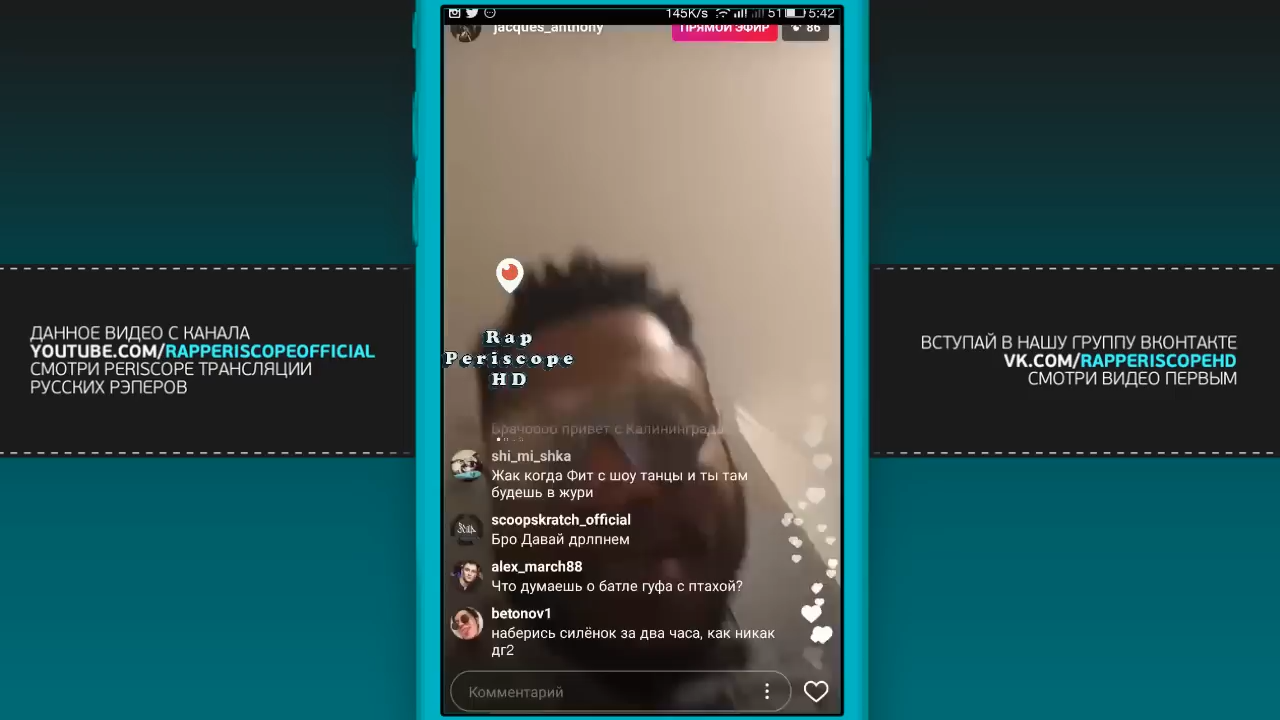 145K/s 51 5:42
jacques_anthony ПРЯМОЙ ЭФИР 86
ДАННОЕ ВИДЕО С КАНАЛА
YOUTUBE.COM/RAPPERISCOPEOFFICIAL
СМОТРИ PERISCOPE ТРАНСЛЯЦИИ
РУССКИХ РЭПЕРОВ
Rap
Periscope
HD
привет с Калининграда
shi_mi_shka
Жак когда Фит с шоу танцы и ты там
будешь в жури
scoopskratch_official
Бро Давай дрлпнем
alex_march88
Что думаешь о батле гуфа с птахой?
betonov1
наберись силёнок за два часа, как никак
дг2
Комментарий
ВСТУПАЙ В НАШУ ГРУППУ ВКОНТАКТЕ
VK.COM/RAPPERISCOPEHD
СМОТРИ ВИДЕО ПЕРВЫМ